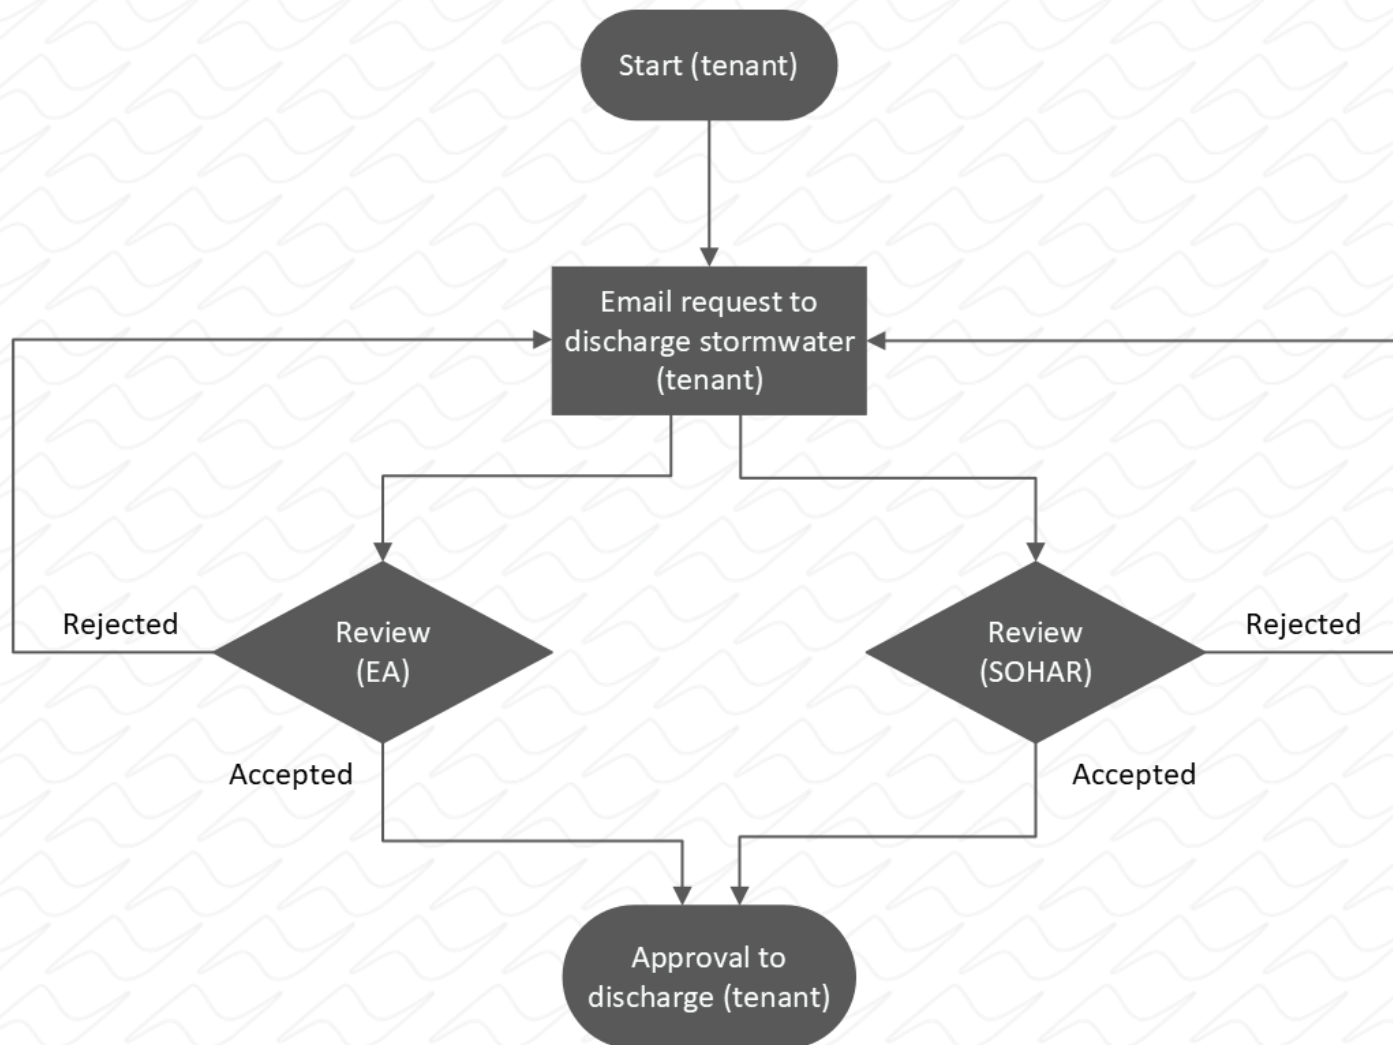 Start (tenant)
Email request to
discharge stormwater
(tenant)
Rejected
Review
(EA)
Review
(SOHAR)
Rejected
Accepted
Accepted
Approval to
discharge (tenant)